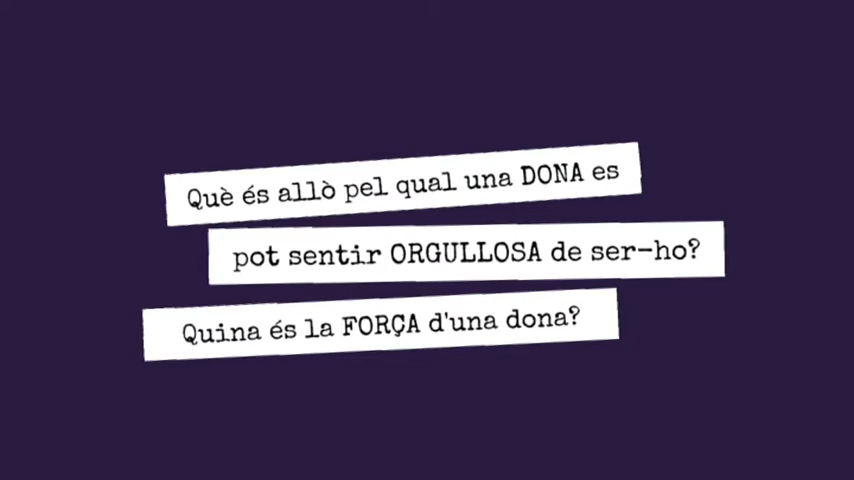 Què és allò pel qual una DONA es
pot sentir ORGULLOSA de ser-ho?
Quina és la FORÇA d'una dona?